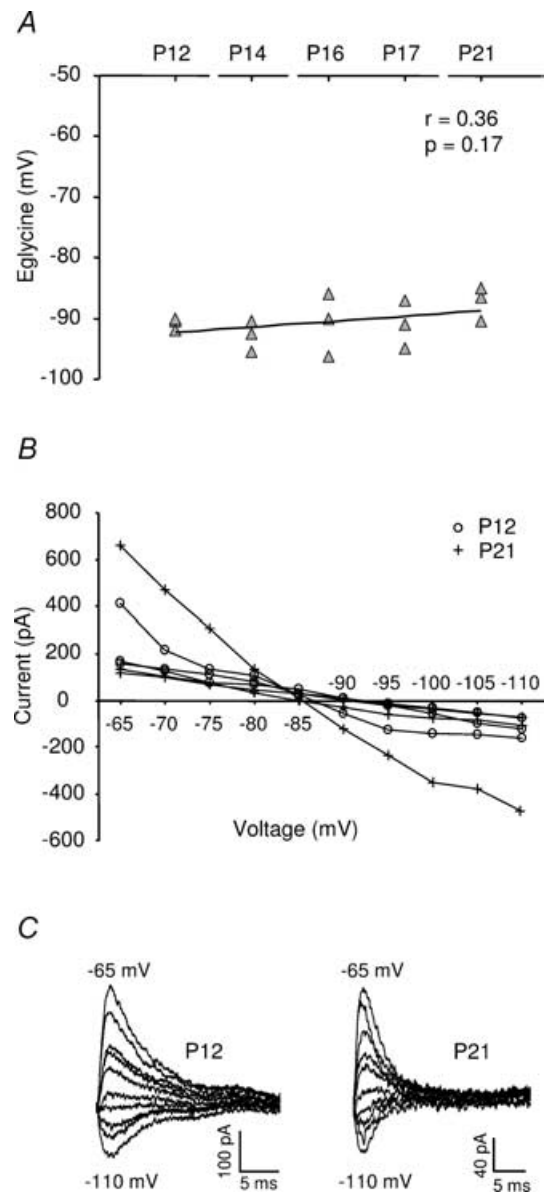 A
P12 P14 P16 P17 P21
-50
-60
-70
-80
-90
-100
Eglycine (mV)
r = 0.36
p = 0.17
B
800
600
400
200
0
-200
-400
-600
Current (pA)
P12
P21
-90 -95 -100 -105 -110
-65 -70 -75 -80 -85
Voltage (mV)
C
-65 mV
P12
-110 mV
100 pA
5 ms
-65 mV
P21
-110 mV
40 pA
5 ms